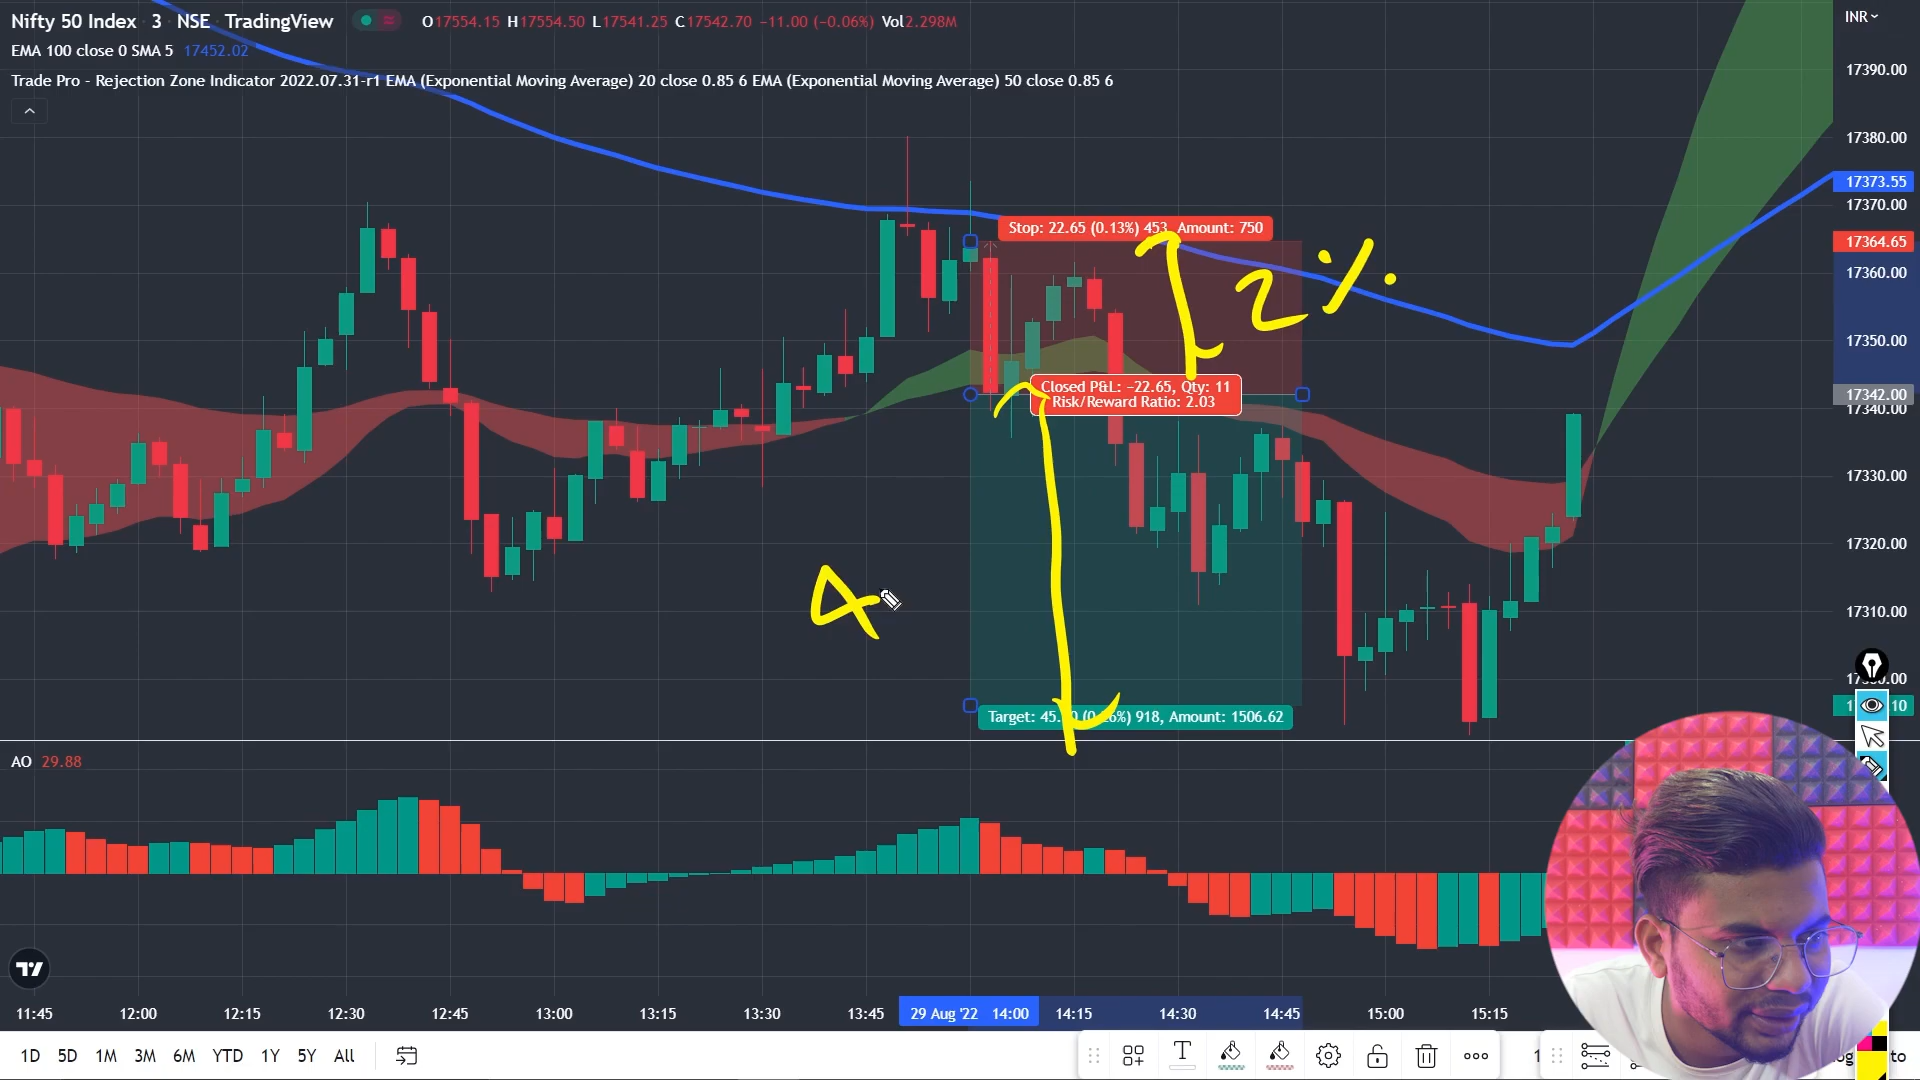 Nifty 50 Index · 3 · NSE · TradingView O17554.15 H17554.50 L17541.25 C17542.70 −11.00 (−0.06%) Vol2.298M
INR
EMA 100 close 0 SMA 5 17452.02
Trade Pro - Rejection Zone Indicator 2022.07.31-r1 EMA (Exponential Moving Average) 20 close 0.85 6 EMA (Exponential Moving Average) 50 close 0.85 6
17390.00
17380.00
17373.55
17370.00
17364.65
17360.00
17350.00
17342.00
17340.00
17330.00
17320.00
17310.00
10
Stop: 22.65 (0.13%) 453, Amount: 750
2%
Closed P&L: −22.65, Qty: 11
Risk/Reward Ratio: 2.03
4
Target: (0. 6%) 918, Amount: 1506.62
AO 29.88
11:45 12:00 12:15 12:30 12:45 13:00 13:15 13:30 13:45 29 Aug '22 14:00 14:15 14:30 14:45 15:00 15:15
1D 5D 1M 3M 6M YTD 1Y 5Y All
T